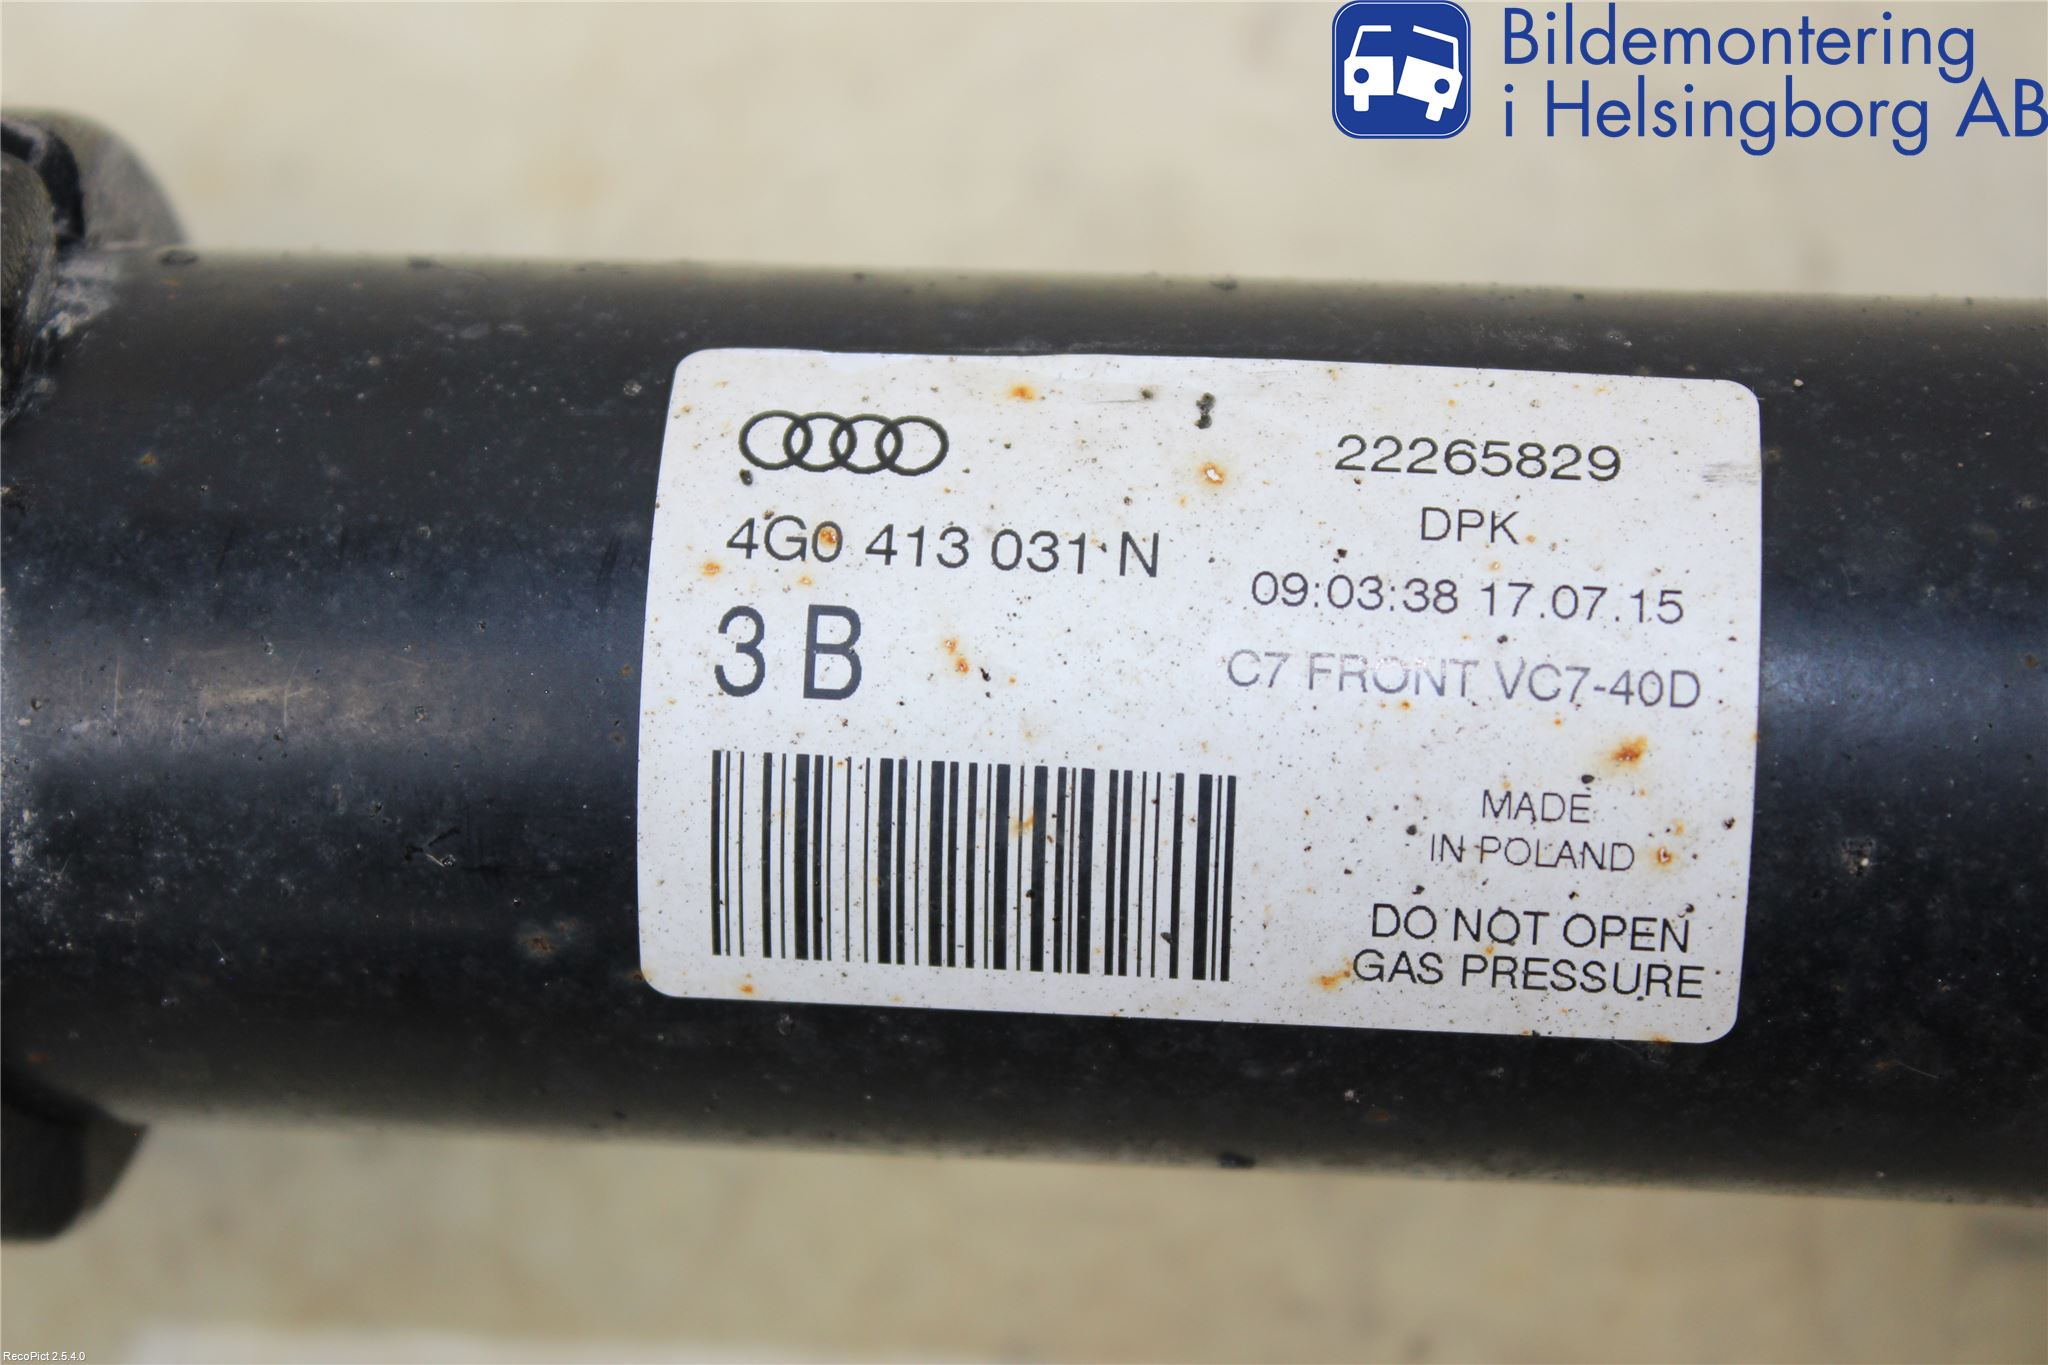 Bildemontering
i Helsingborg AB
4G0 413 031 N
3 B
22265829
DPK
09:03:38 17.07.15
C7 FRONT VC7-40D
MADE
IN POLAND
DO NOT OPEN
GAS PRESSURE
RecoPict 2.5.4.0